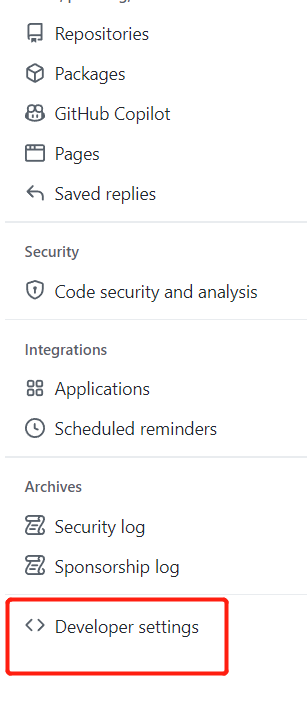 Repositories
Packages
GitHub Copilot
Pages
Saved replies
Security
Code security and analysis
Integrations
Applications
Scheduled reminders
Archives
Security log
Sponsorship log
Developer settings